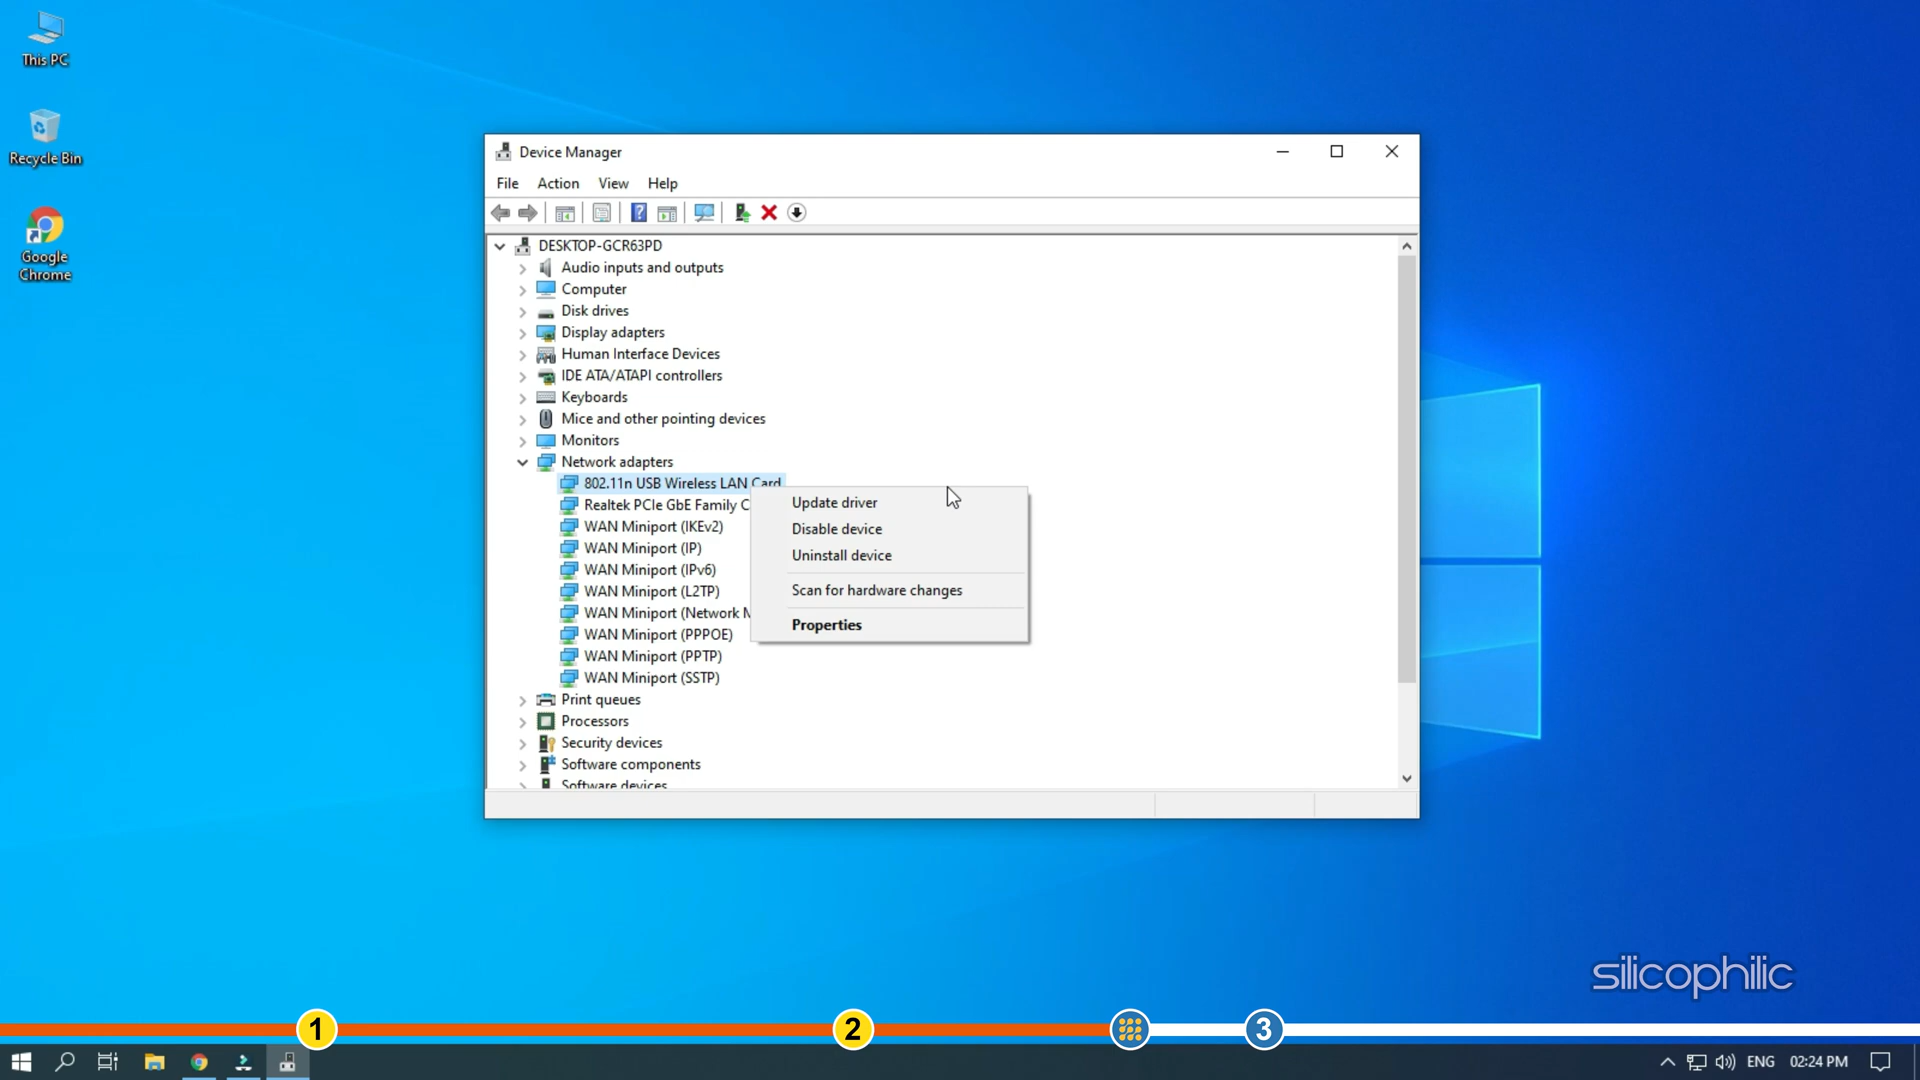 This PC
Recycle Bin
Google
Chrome
Device Manager
File Action View Help
DESKTOP-GCR63PD
Audio inputs and outputs
Computer
Disk drives
Display adapters
Human Interface Devices
IDE ATA/ATAPI controllers
Keyboards
Mice and other pointing devices
Monitors
Network adapters
802.11n USB Wireless LAN Card
Realtek PCIe GbE Family C
WAN Miniport (IKEv2)
WAN Miniport (IP)
WAN Miniport (IPv6)
WAN Miniport (L2TP)
WAN Miniport (Network M
WAN Miniport (PPPOE)
WAN Miniport (PPTP)
WAN Miniport (SSTP)
Print queues
Processors
Security devices
Software components
Software devices
Update driver
Disable device
Uninstall device
Scan for hardware changes
Properties
silicophilic
1 2 3
ENG 02:24 PM